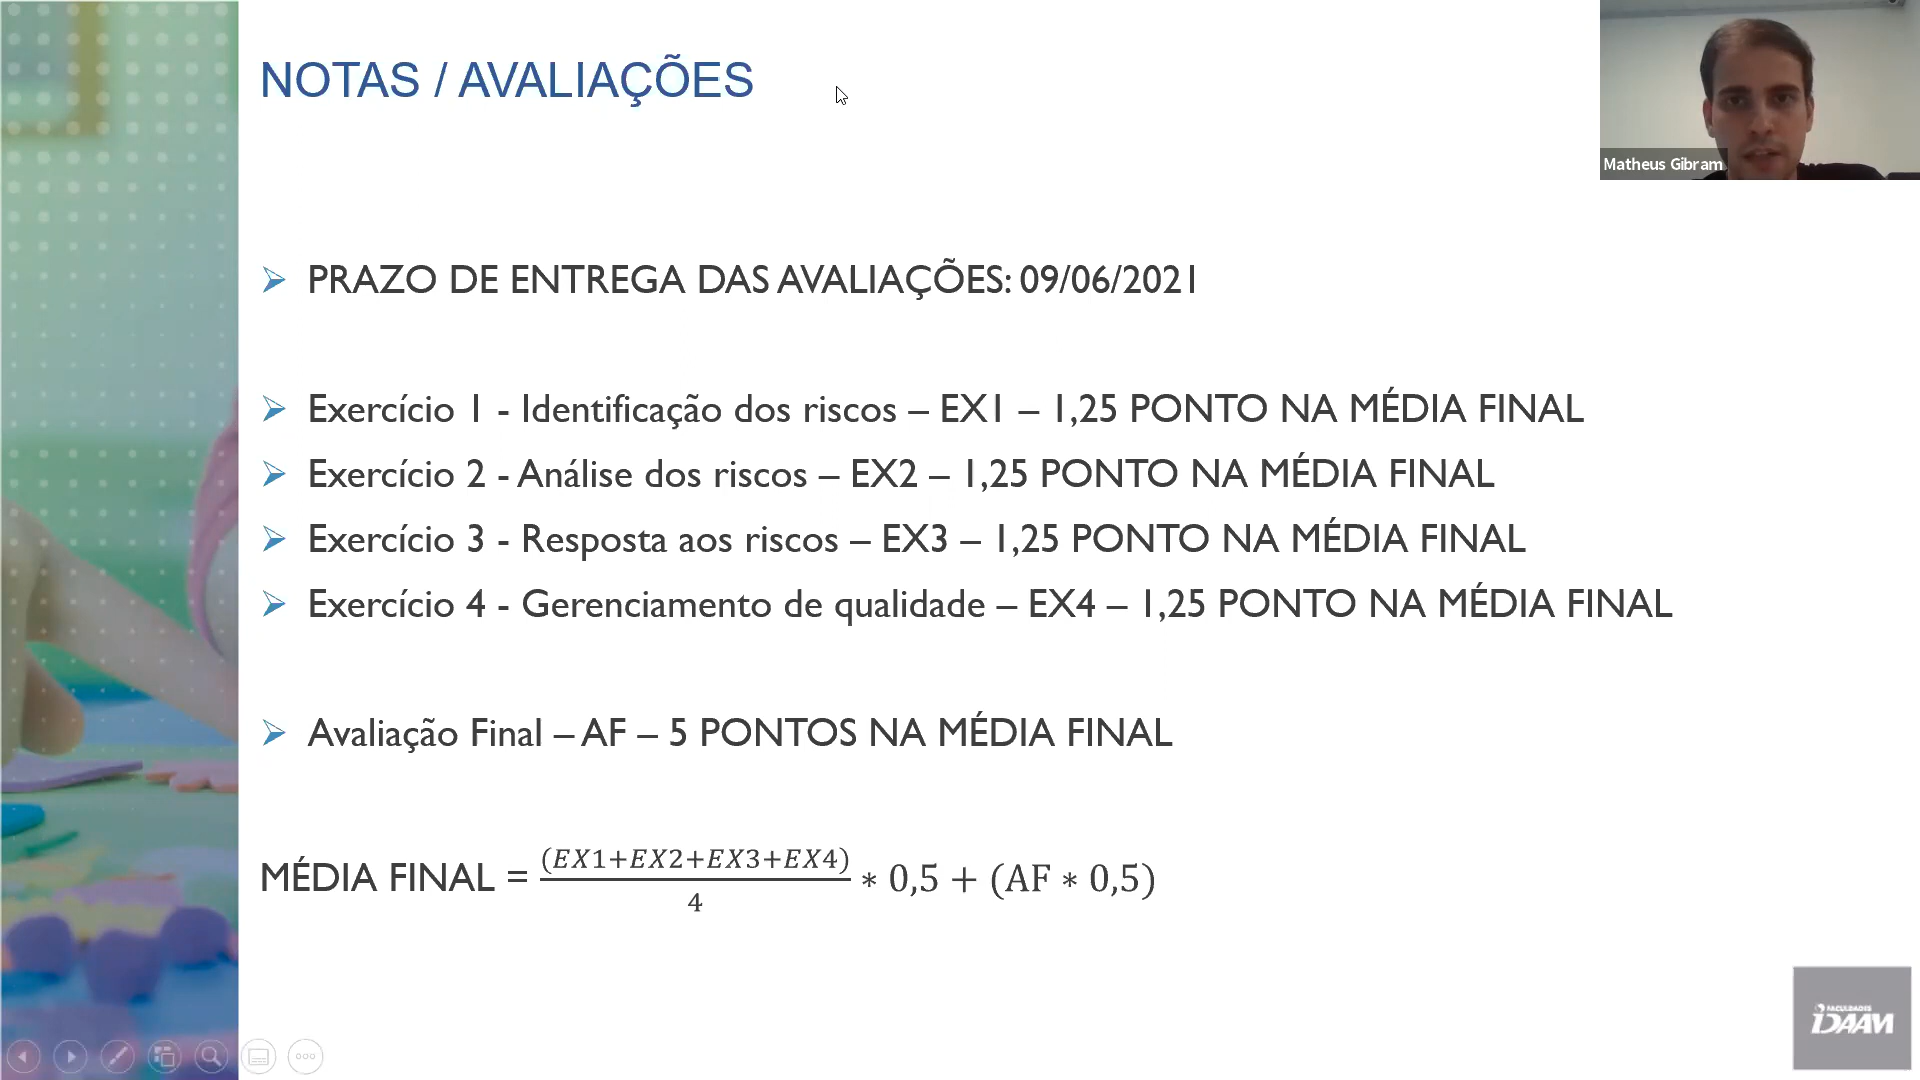 NOTAS / AVALIAÇÕES
Matheus Gibram
PRAZO DE ENTREGA DAS AVALIAÇÕES: 09/06/2021
Exercício 1 - Identificação dos riscos – EX1 – 1,25 PONTO NA MÉDIA FINAL
Exercício 2 - Análise dos riscos – EX2 – 1,25 PONTO NA MÉDIA FINAL
Exercício 3 - Resposta aos riscos – EX3 – 1,25 PONTO NA MÉDIA FINAL
Exercício 4 - Gerenciamento de qualidade – EX4 – 1,25 PONTO NA MÉDIA FINAL
Avaliação Final – AF – 5 PONTOS NA MÉDIA FINAL
MÉDIA FINAL = (EX1+EX2+EX3+EX4)/4 * 0,5 + (AF * 0,5)
FACULDADES
IDAAM